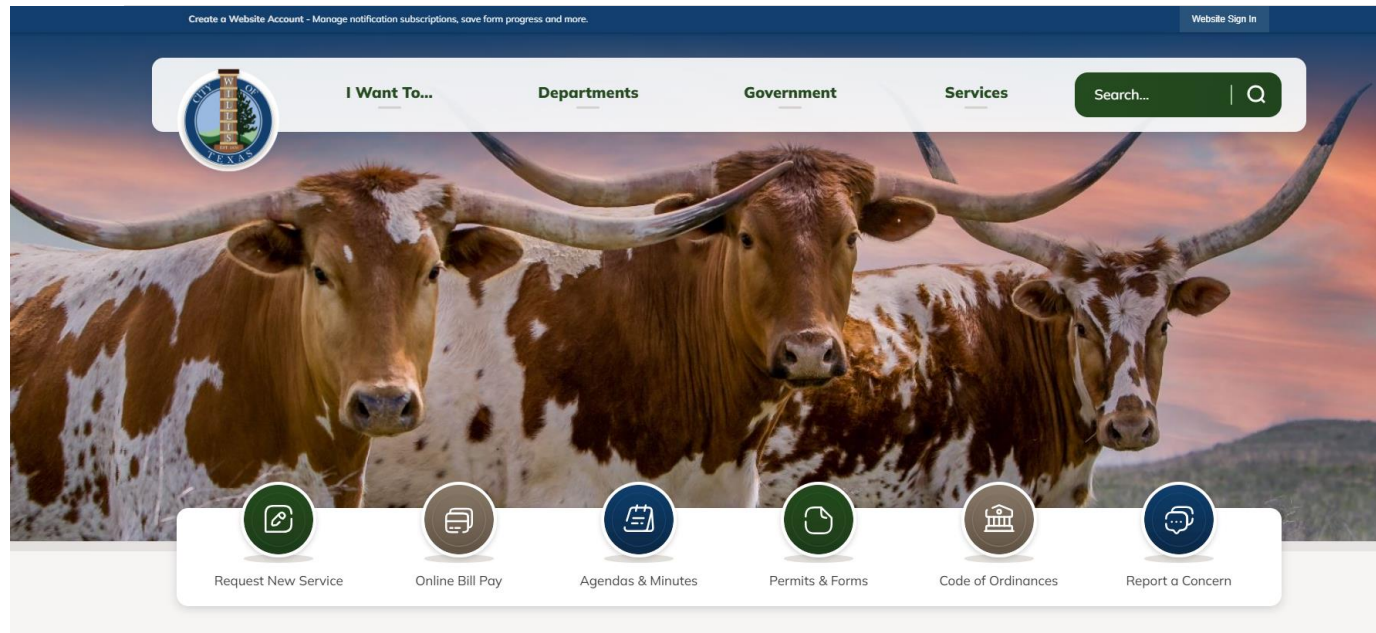 Create a Website Account - Manage notification subscriptions, save form progress and more.
Website Sign In
CITY OF
WILLIS
TEXAS
I Want To...
Departments
Government
Services
Search...
Request New Service
Online Bill Pay
Agendas & Minutes
Permits & Forms
Code of Ordinances
Report a Concern